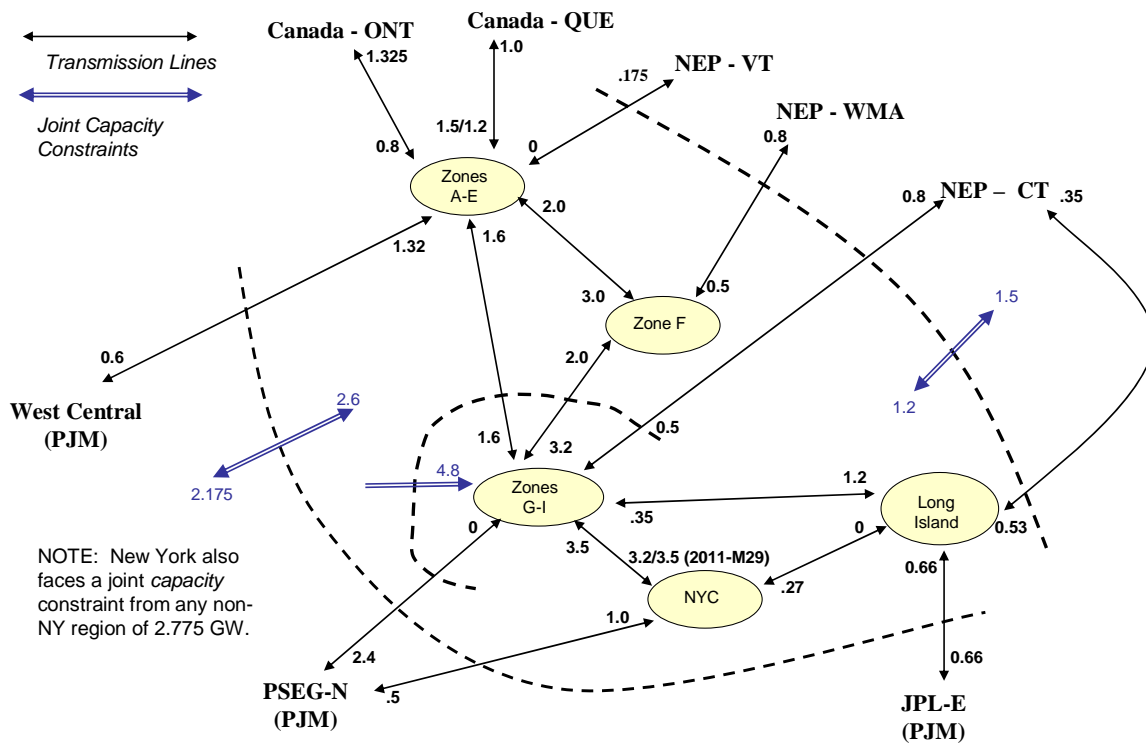 Canada - QUE
Canada - ONT
1.0
1.325
Transmission Lines
NEP - VT
.175
Joint Capacity
Constraints
NEP - WMA
1.5/1.2
0.8
0.8
0
Zones
A-E
NEP – CT
0.8
.35
2.0
1.32
1.6
0.5
3.0
1.5
Zone F
0.6
2.0
1.2
West Central
(PJM)
2.6
1.6
3.2
0.5
2.175
4.8
Zones
G-I
1.2
Long
Island
0
.35
0
0.53
3.5
3.2/3.5 (2011-M29)
0.66
NOTE: New York also
faces a joint capacity
constraint from any non-
NY region of 2.775 GW.
NYC
.27
1.0
2.4
0.66
PSEG-N
(PJM)
.5
JPL-E
(PJM)